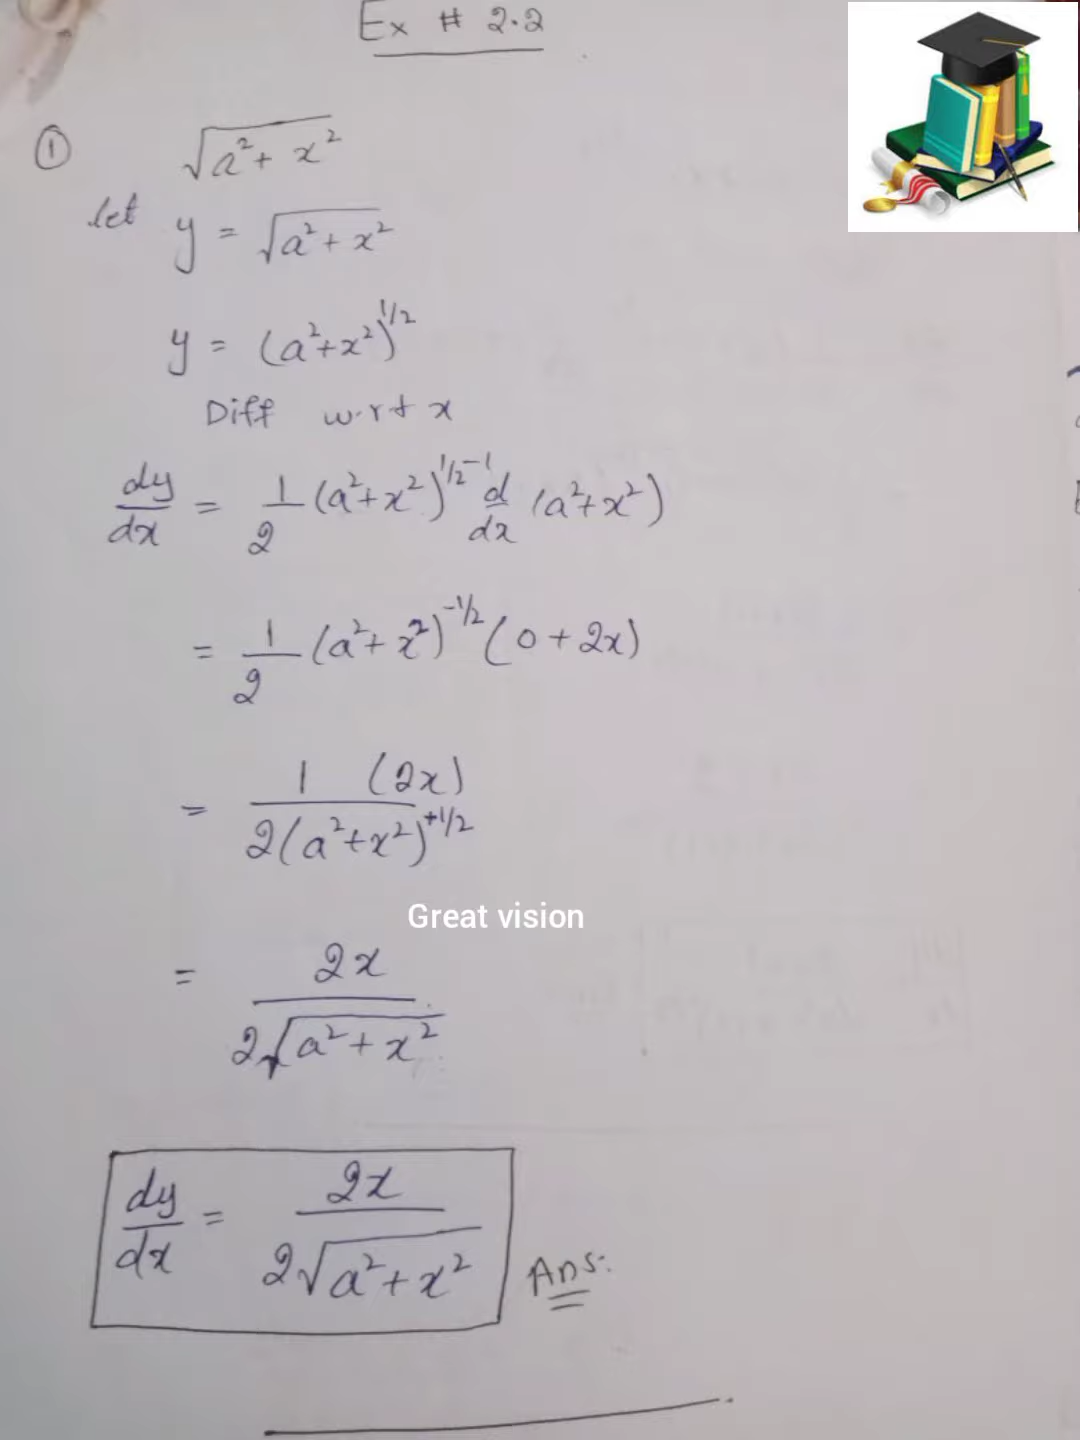 Ex # 2.2
① √(a²+x²)
let y = √(a²+x²)
y = (a²+x²)^1/2
Diff w.r.t x
dy/dx = 1/2 (a²+x²)^1/2-1 d/dx (a²+x²)
= 1/2 (a²+x²)^-1/2 (0+2x)
= 1 (2x) / 2(a²+x²)^+1/2
Great vision
= 2x / 2√(a²+x²)
dy/dx = 2x / 2√(a²+x²) Ans: